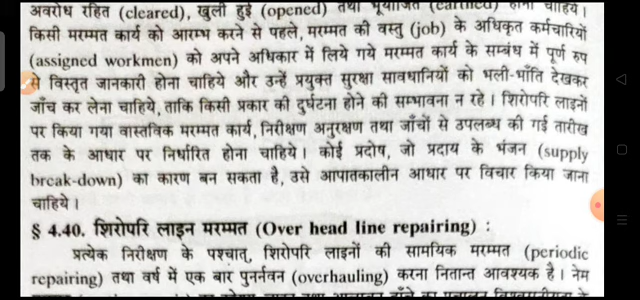 अवरोध रहित (cleared), खुली हुई (opened) तथा भूयोजित (earthed) होना चाहिये।
किसी मरम्मत कार्य को आरम्भ करने से पहले, मरम्मत की वस्तु (job) के अधिकृत कर्मचारियों
(assigned workmen) को अपने अधिकार में लिये गये मरम्मत कार्य के सम्बंध में पूर्ण रुप
से विस्तृत जानकारी होना चाहिये और उन्हें प्रयुक्त सुरक्षा सावधानियों को भली-भाँति देखकर
जाँच कर लेना चाहिये, ताकि किसी प्रकार की दुर्घटना होने की सम्भावना न रहे। शिरोपरि लाइनों
पर किया गया वास्तविक मरम्मत कार्य, निरीक्षण अनुरक्षण तथा जाँचों से उपलब्ध की गई तारीख
तक के आधार पर निर्धारित होना चाहिये। कोई प्रदोष, जो प्रदाय के भंजन (supply
break-down) का कारण बन सकता है, उसे आपातकालीन आधार पर विचार किया जाना
चाहिये।
§ 4.40. शिरोपरि लाइन मरम्मत (Over head line repairing) :
प्रत्येक निरीक्षण के पश्चात्, शिरोपरि लाइनों की सामयिक मरम्मत (periodic
repairing) तथा वर्ष में एक बार पुनर्नवन (overhauling) करना नितान्त आवश्यक है। नेम